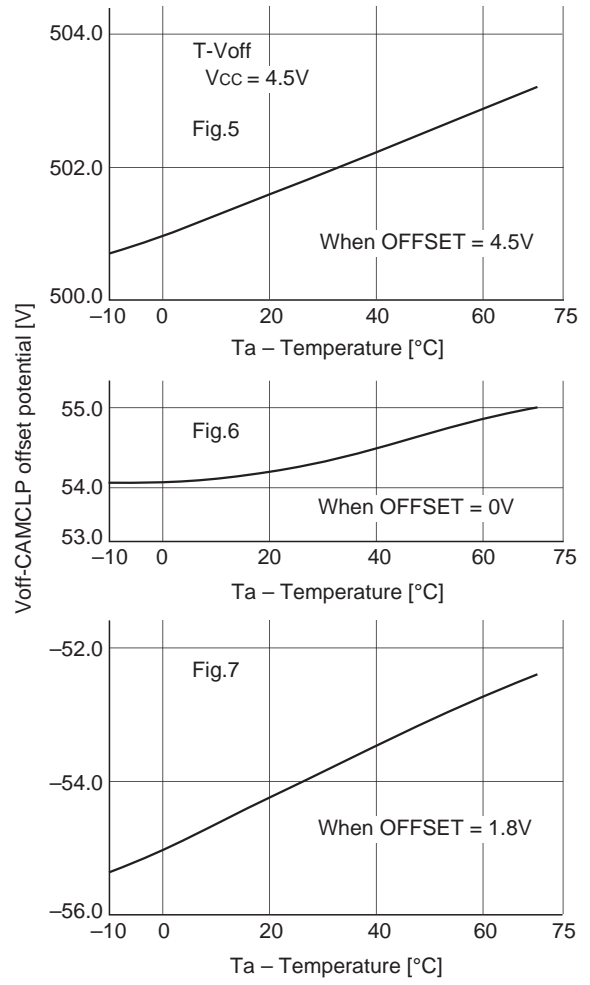 Voff-CAMCLP offset potential [V]
504.0
502.0
500.0
T-Voff
VCC = 4.5V
Fig.5
When OFFSET = 4.5V
–10 0 20 40 60 75
Ta – Temperature [°C]
55.0
54.0
53.0
Fig.6
When OFFSET = 0V
–10 0 20 40 60 75
Ta – Temperature [°C]
–52.0
–54.0
–56.0
Fig.7
When OFFSET = 1.8V
–10 0 20 40 60 75
Ta – Temperature [°C]